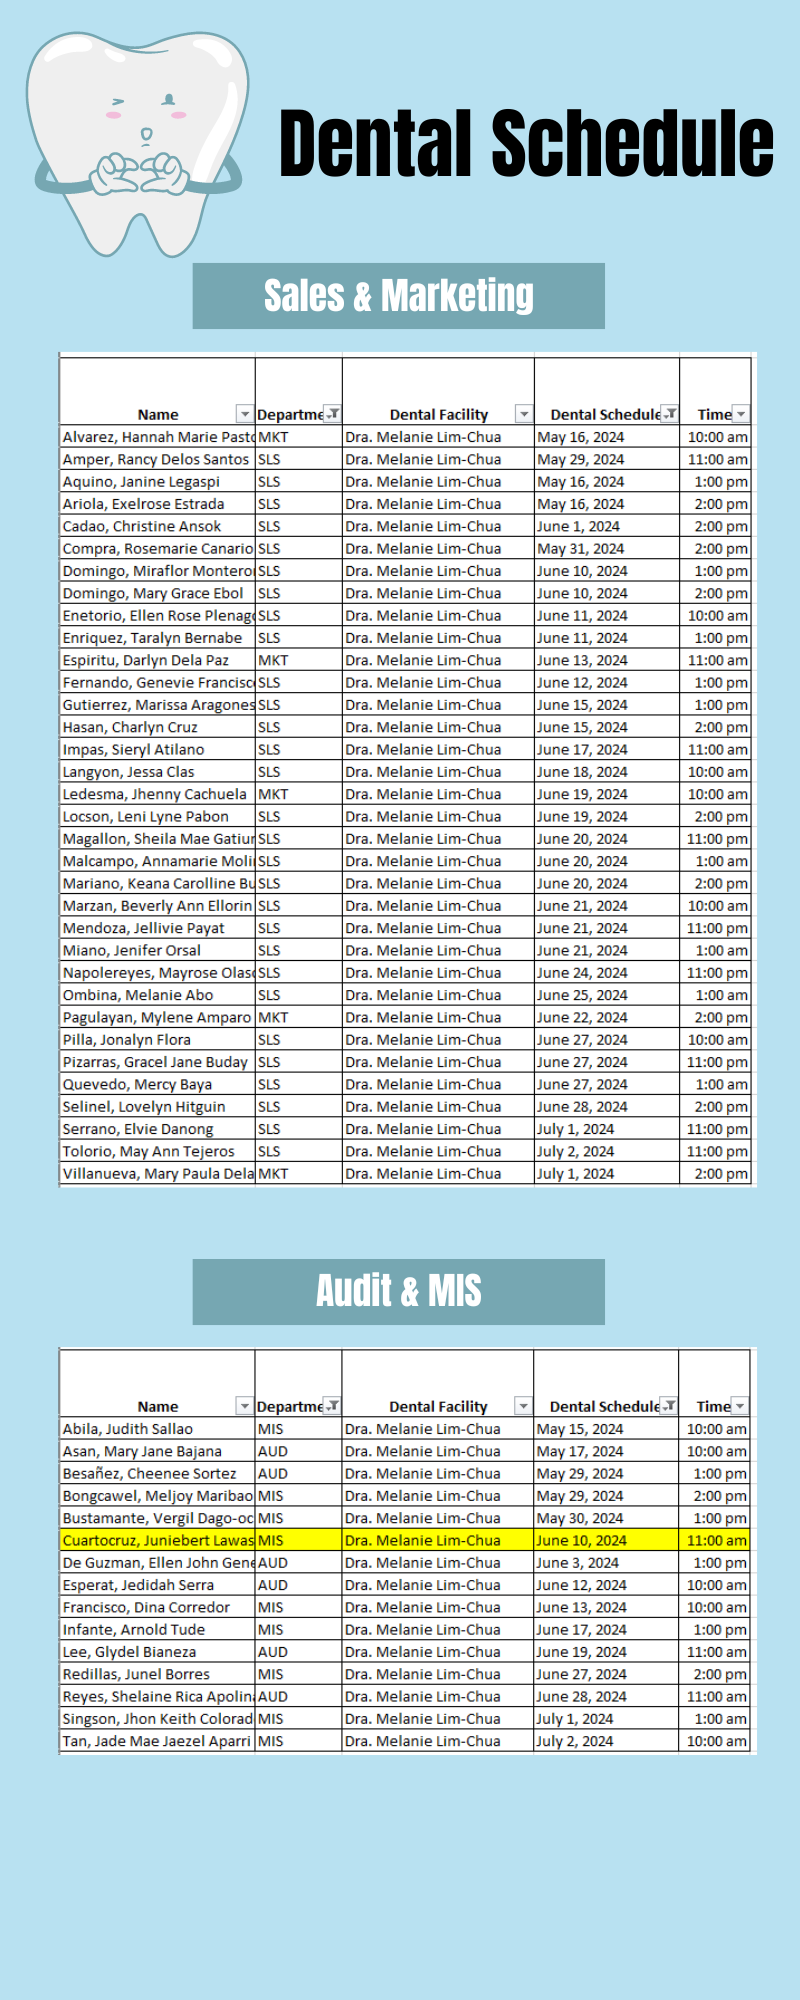 Dental Schedule
Sales & Marketing
Name Departme Dental Facility Dental Schedule Time
Alvarez, Hannah Marie Pasto MKT Dra. Melanie Lim-Chua May 16, 2024 10:00 am
Amper, Rancy Delos Santos SLS Dra. Melanie Lim-Chua May 29, 2024 11:00 am
Aquino, Janine Legaspi SLS Dra. Melanie Lim-Chua May 16, 2024 1:00 pm
Ariola, Exelrose Estrada SLS Dra. Melanie Lim-Chua May 16, 2024 2:00 pm
Cadao, Christine Ansok SLS Dra. Melanie Lim-Chua June 1, 2024 2:00 pm
Compra, Rosemarie Canario SLS Dra. Melanie Lim-Chua May 31, 2024 2:00 pm
Domingo, Miraflor Montero SLS Dra. Melanie Lim-Chua June 10, 2024 1:00 pm
Domingo, Mary Grace Ebol SLS Dra. Melanie Lim-Chua June 10, 2024 2:00 pm
Enetorio, Ellen Rose Plenag SLS Dra. Melanie Lim-Chua June 11, 2024 10:00 am
Enriquez, Taralyn Bernabe SLS Dra. Melanie Lim-Chua June 11, 2024 1:00 pm
Espiritu, Darlyn Dela Paz MKT Dra. Melanie Lim-Chua June 13, 2024 11:00 am
Fernando, Genevie Francisc SLS Dra. Melanie Lim-Chua June 12, 2024 1:00 pm
Gutierrez, Marissa Aragones SLS Dra. Melanie Lim-Chua June 15, 2024 1:00 pm
Hasan, Charlyn Cruz SLS Dra. Melanie Lim-Chua June 15, 2024 2:00 pm
Impas, Sieryl Atilano SLS Dra. Melanie Lim-Chua June 17, 2024 11:00 am
Langyon, Jessa Clas SLS Dra. Melanie Lim-Chua June 18, 2024 10:00 am
Ledesma, Jhenny Cachuela MKT Dra. Melanie Lim-Chua June 19, 2024 10:00 am
Locson, Leni Lyne Pabon SLS Dra. Melanie Lim-Chua June 19, 2024 2:00 pm
Magallon, Sheila Mae Gatiu SLS Dra. Melanie Lim-Chua June 20, 2024 11:00 pm
Malcampo, Annamarie Moli SLS Dra. Melanie Lim-Chua June 20, 2024 1:00 am
Mariano, Keana Carolline Bu SLS Dra. Melanie Lim-Chua June 20, 2024 2:00 pm
Marzan, Beverly Ann Ellorin SLS Dra. Melanie Lim-Chua June 21, 2024 10:00 am
Mendoza, Jellivie Payat SLS Dra. Melanie Lim-Chua June 21, 2024 11:00 pm
Miano, Jenifer Orsal SLS Dra. Melanie Lim-Chua June 21, 2024 1:00 am
Napolereyes, Mayrose Olas SLS Dra. Melanie Lim-Chua June 24, 2024 11:00 pm
Ombina, Melanie Abo SLS Dra. Melanie Lim-Chua June 25, 2024 1:00 am
Pagulayan, Mylene Amparo MKT Dra. Melanie Lim-Chua June 22, 2024 2:00 pm
Pilla, Jonalyn Flora SLS Dra. Melanie Lim-Chua June 27, 2024 10:00 am
Pizarras, Gracel Jane Buday SLS Dra. Melanie Lim-Chua June 27, 2024 11:00 pm
Quevedo, Mercy Baya SLS Dra. Melanie Lim-Chua June 27, 2024 1:00 am
Selinel, Lovelyn Hitguin SLS Dra. Melanie Lim-Chua June 28, 2024 2:00 pm
Serrano, Elvie Danong SLS Dra. Melanie Lim-Chua July 1, 2024 11:00 pm
Tolorio, May Ann Tejeros SLS Dra. Melanie Lim-Chua July 2, 2024 11:00 pm
Villanueva, Mary Paula Dela MKT Dra. Melanie Lim-Chua July 1, 2024 2:00 pm
Audit & MIS
Name Departme Dental Facility Dental Schedule Time
Abila, Judith Sallao MIS Dra. Melanie Lim-Chua May 15, 2024 10:00 am
Asan, Mary Jane Bajana AUD Dra. Melanie Lim-Chua May 17, 2024 10:00 am
Besañez, Cheenee Sortez AUD Dra. Melanie Lim-Chua May 29, 2024 1:00 pm
Bongcawel, Meljoy Maribao MIS Dra. Melanie Lim-Chua May 29, 2024 2:00 pm
Bustamante, Vergil Dago-oc MIS Dra. Melanie Lim-Chua May 30, 2024 1:00 pm
Cuartocruz, Juniebert Lawas MIS Dra. Melanie Lim-Chua June 10, 2024 11:00 am
De Guzman, Ellen John Gene AUD Dra. Melanie Lim-Chua June 3, 2024 1:00 pm
Esperat, Jedidah Serra AUD Dra. Melanie Lim-Chua June 12, 2024 10:00 am
Francisco, Dina Corredor MIS Dra. Melanie Lim-Chua June 13, 2024 10:00 am
Infante, Arnold Tude MIS Dra. Melanie Lim-Chua June 17, 2024 1:00 pm
Lee, Glydel Bianeza AUD Dra. Melanie Lim-Chua June 19, 2024 11:00 am
Redillas, Junel Borres MIS Dra. Melanie Lim-Chua June 27, 2024 2:00 pm
Reyes, Shelaine Rica Apolin AUD Dra. Melanie Lim-Chua June 28, 2024 11:00 am
Singson, Jhon Keith Colorad MIS Dra. Melanie Lim-Chua July 1, 2024 1:00 am
Tan, Jade Mae Jaezel Aparri MIS Dra. Melanie Lim-Chua July 2, 2024 10:00 am